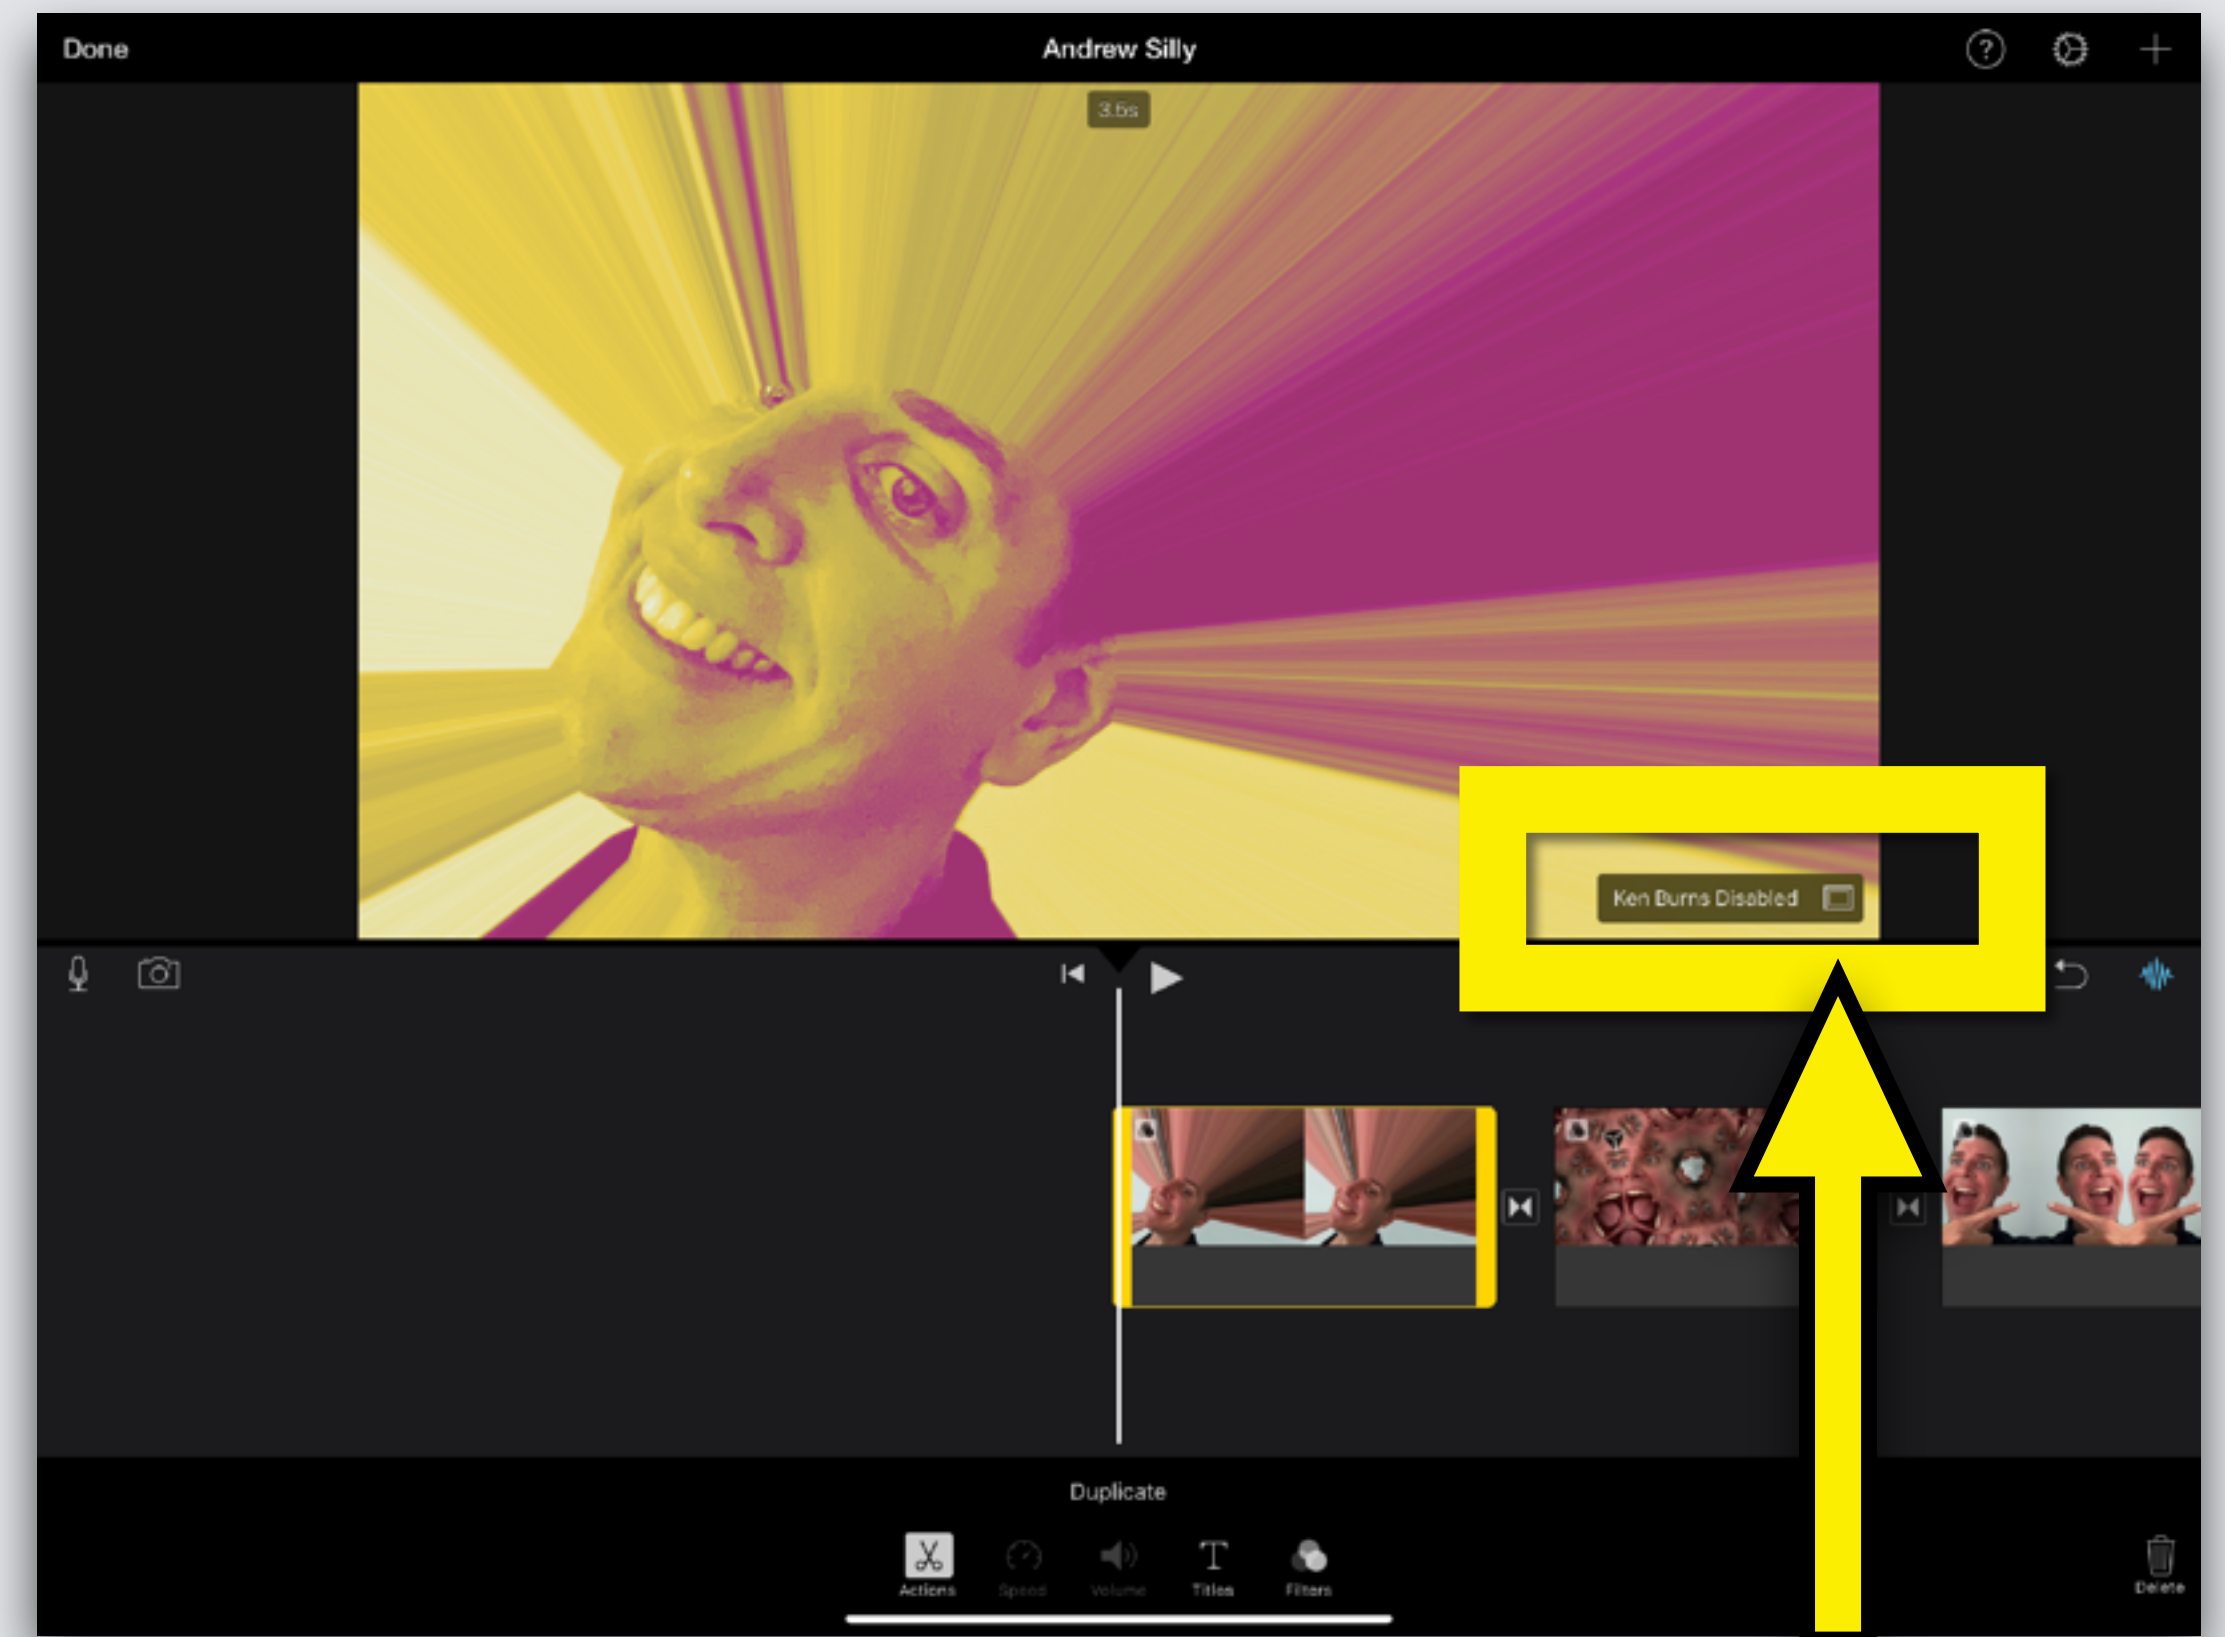 Done
Andrew Silly
?
3.5s
Ken Burns Disabled
Duplicate
Actions
Speed
Volume
Titles
Filters
Delete